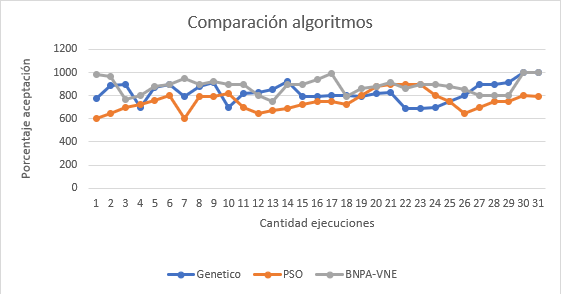 Comparación algoritmos
Porcentaje aceptación
1200
1000
800
600
400
200
0
1 2 3 4 5 6 7 8 9 10 11 12 13 14 15 16 17 18 19 20 21 22 23 24 25 26 27 28 29 30 31
Cantidad ejecuciones
Genetico PSO BNPA-VNE